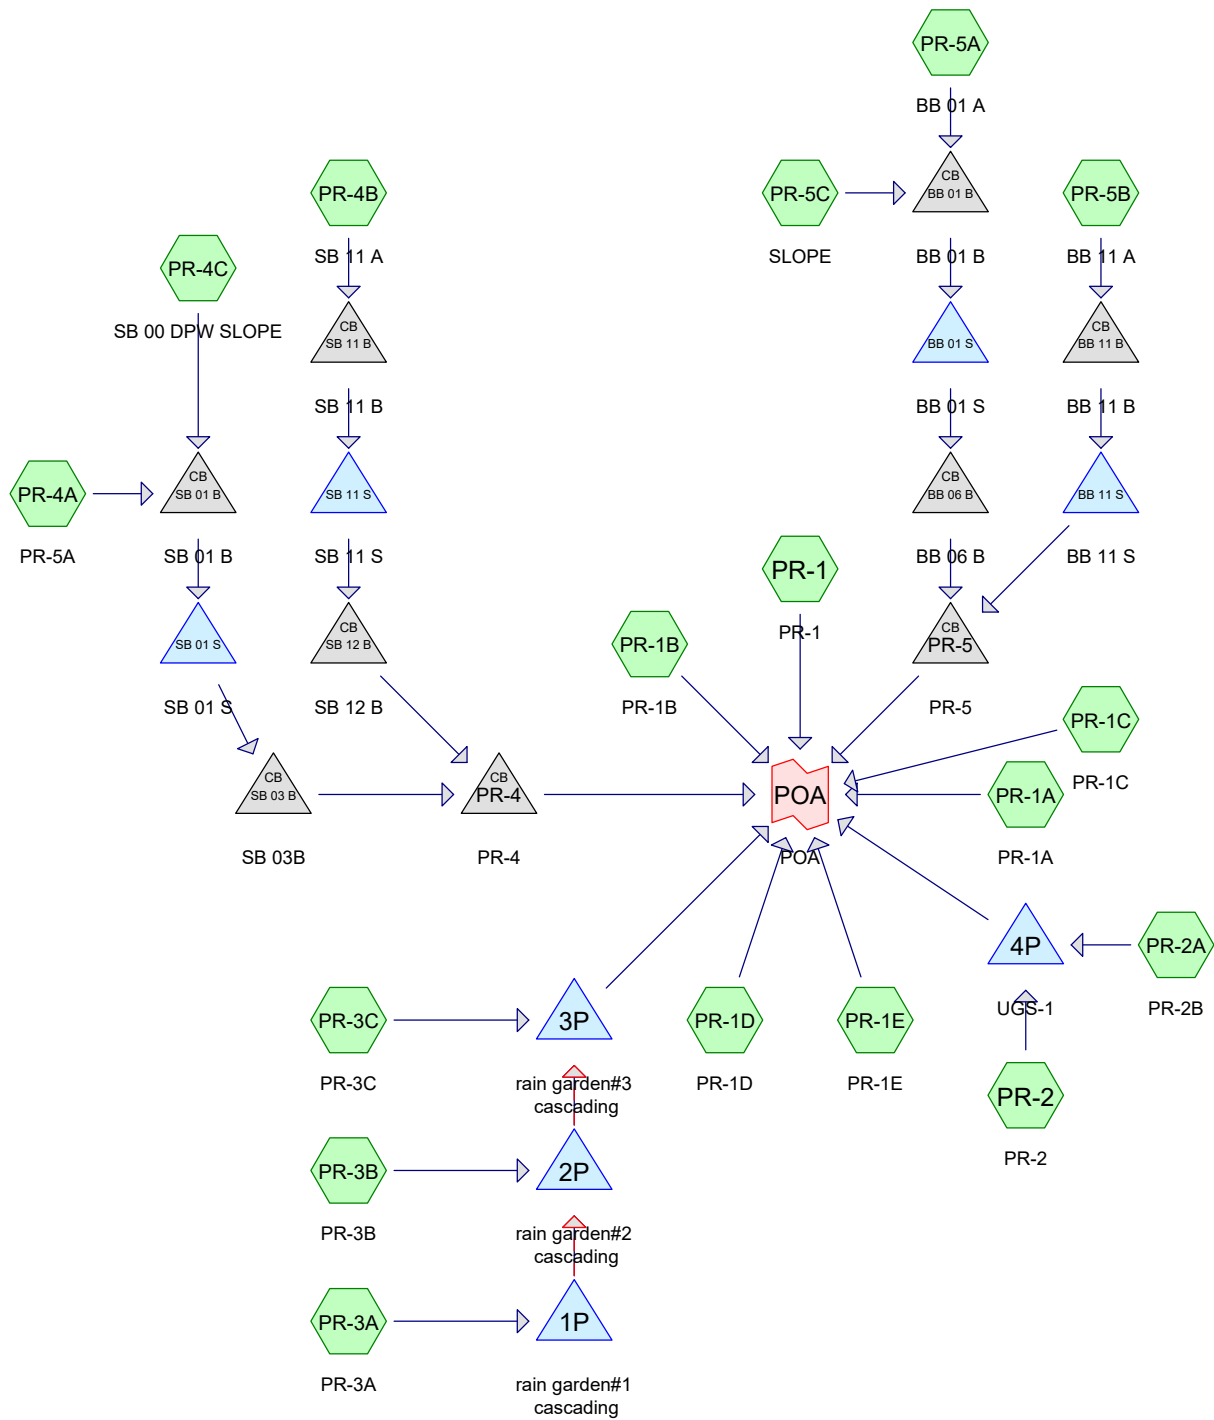 PR-5A
BB 01 A
PR-4B
PR-5C
CB
BB 01 B
PR-5B
SB 11 A
SLOPE
BB 01 B
BB 11 A
PR-4C
SB 00 DPW SLOPE
CB
SB 11 B
BB 01 S
CB
BB 11 B
SB 11 B
BB 01 S
BB 11 B
PR-4A
CB
SB 01 B
SB 11 S
CB
BB 06 B
BB 11 S
PR-5A
SB 01 B
SB 11 S
BB 06 B
BB 11 S
PR-1
PR-1
SB 01 S
CB
SB 12 B
PR-1B
CB
PR-5
SB 01 S
SB 12 B
PR-1B
PR-5
PR-1C
PR-1C
CB
SB 03 B
CB
PR-4
POA
PR-1A
SB 03B
PR-4
POA
PR-1A
4P
PR-2A
UGS-1
PR-2B
PR-3C
3P
PR-1D
PR-1E
PR-3C
rain garden#3
cascading
PR-1D
PR-1E
PR-2
PR-2
PR-3B
2P
PR-3B
rain garden#2
cascading
PR-3A
1P
PR-3A
rain garden#1
cascading